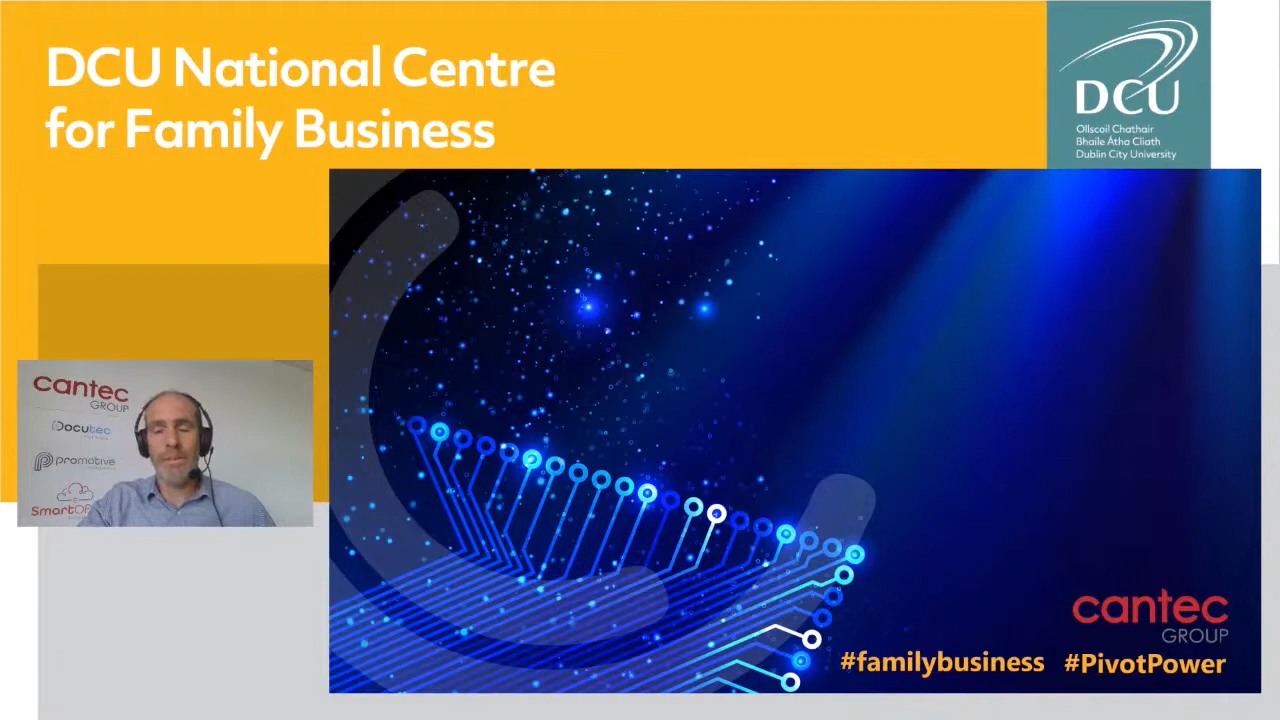 DCU National Centre
for Family Business
DCU
Ollscoil Chathair
Bhaile Átha Cliath
Dublin City University
cantec
GROUP
Docutec
promotive
cantec
GROUP
#familybusiness #PivotPower